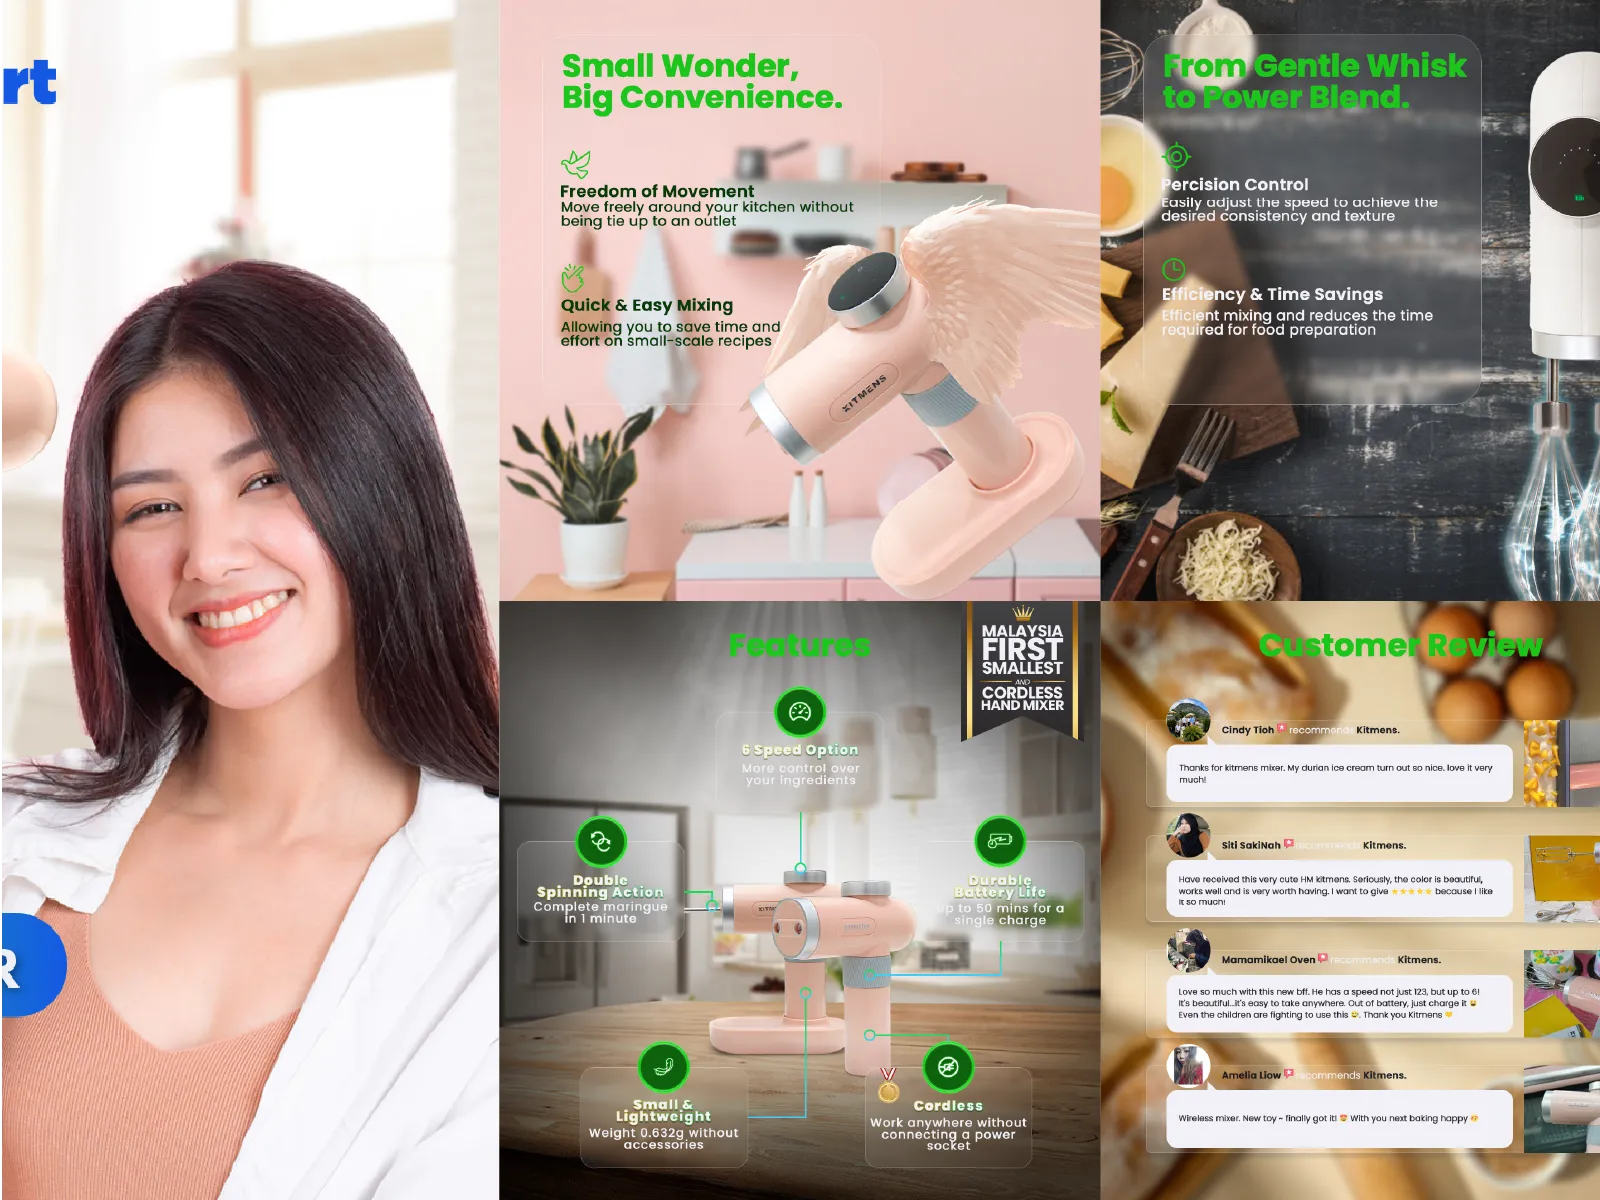 rt
R
Small Wonder,
Big Convenience.
Freedom of Movement
Move freely around your kitchen without
being tie up to an outlet
Quick & Easy Mixing
Allowing you to save time and
effort on small-scale recipes
KITMENS
From Gentle Whisk
to Power Blend.
Percision Control
Easily adjust the speed to achieve the
desired consistency and texture
Efficiency & Time Savings
Efficient mixing and reduces the time
required for food preparation
Features
MALAYSIA
FIRST
SMALLEST
AND
CORDLESS
HAND MIXER
6 Speed Option
More control over
your ingredients
Double
Spinning Action
Complete maringue
in 1 minute
Durable
Battery Life
up to 50 mins for a
single charge
Small &
Lightweight
Weight 0.632g without
accessories
Cordless
Work anywhere without
connecting a power
socket
Customer Review
Cindy Tioh recommends Kitmens.
Thanks for kitmens mixer. My durian ice cream turn out so nice. love it very
much!
Siti SakiNah recommends Kitmens.
Have received this very cute HM kitmens. Seriously, the color is beautiful,
works well and is very worth having. I want to give ⭐⭐⭐⭐⭐ because I like
it so much!
Mamamikael Oven recommends Kitmens.
Love so much with this new bff. He has a speed not just 123, but up to 6!
It's beautiful...it's easy to take anywhere. Out of battery, just charge it
Even the children are fighting to use this. Thank you Kitmens
Amelia Liow recommends Kitmens.
Wireless mixer. New toy ~ finally got it! With you next baking happy